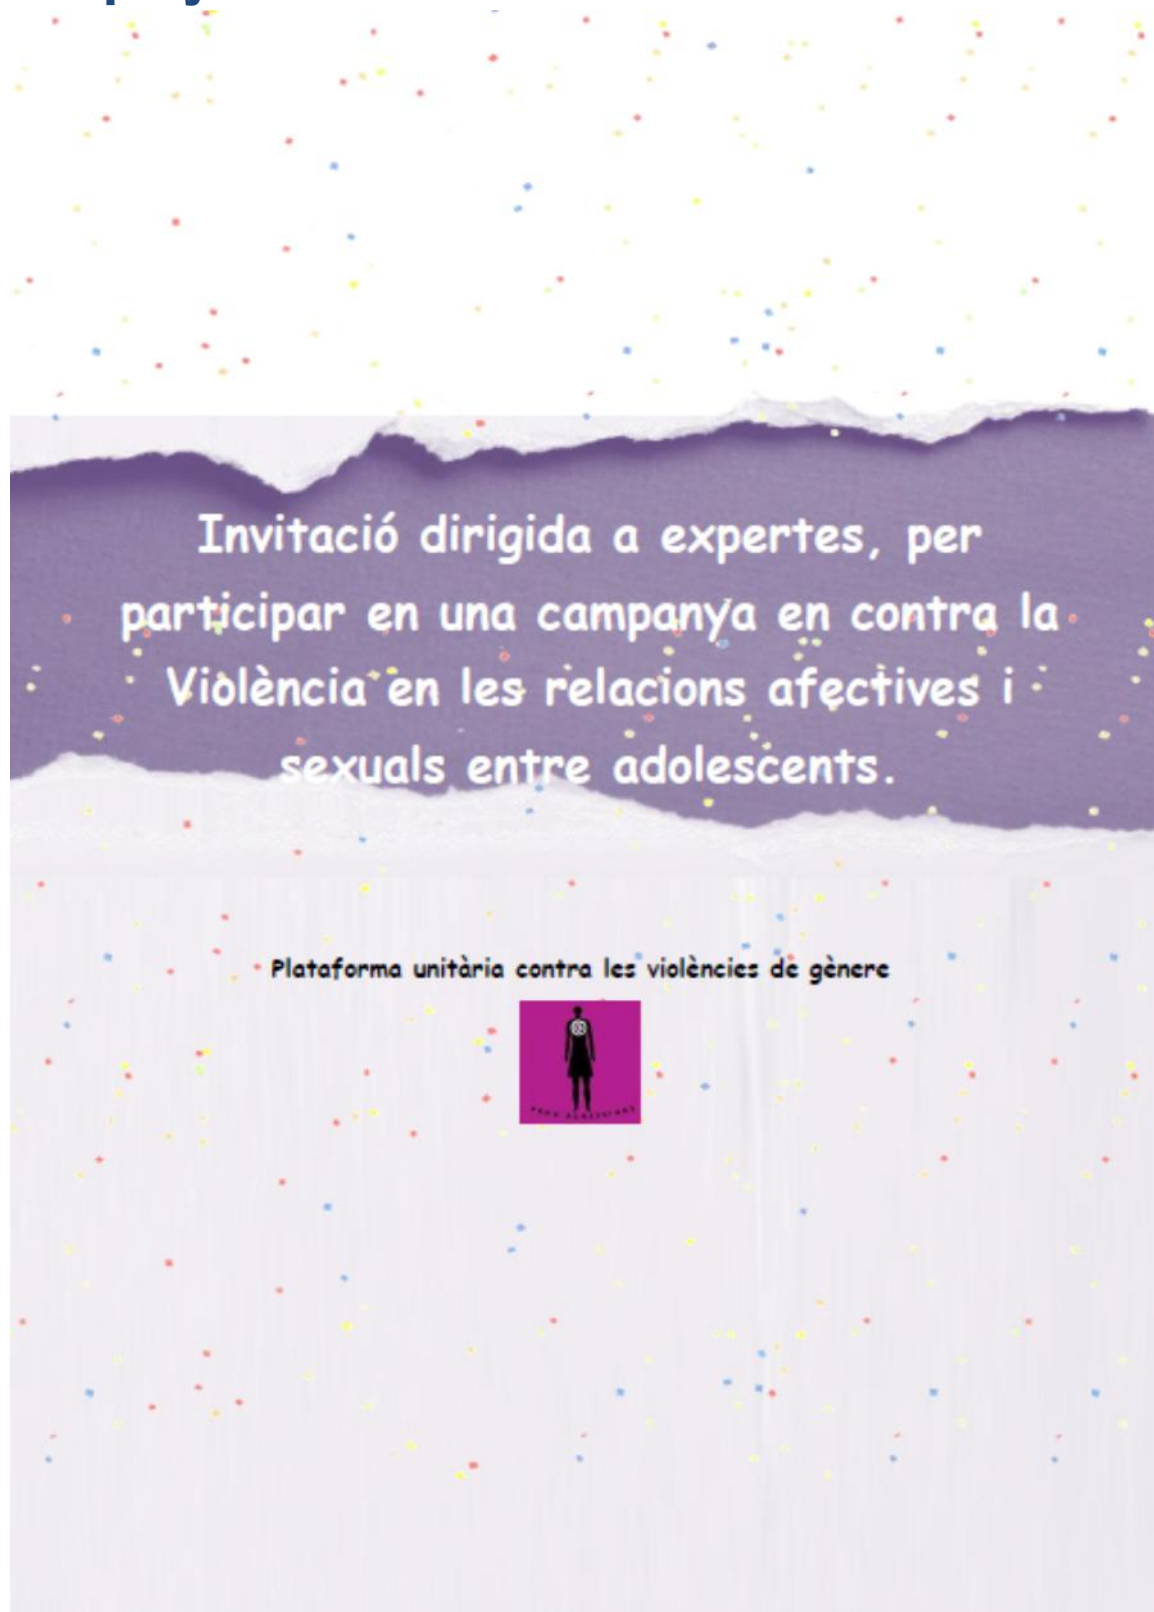 Invitació dirigida a expertes, per
participar en una campanya en contra la
Violència en les relacions afectives i
sexuals entre adolescents.
Plataforma unitària contra les violències de gènere